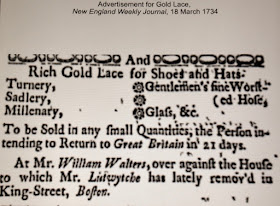 Advertisement for Gold Lace,
New England Weekly Journal, 18 March 1734
And
Rich Gold Lace for Shoes and Hats.
Turnery, Gentlemen's fine Worst-
Sadlery, (ed Hose,
Millenary, Glass, &c.
To be Sold in any small Quantities, the Person in-
tending to Return to Great Britain in 21 days.
At Mr. William Walters, over against the House
to which Mr. Lidwytche has lately remov'd in
King-Street, Boston.